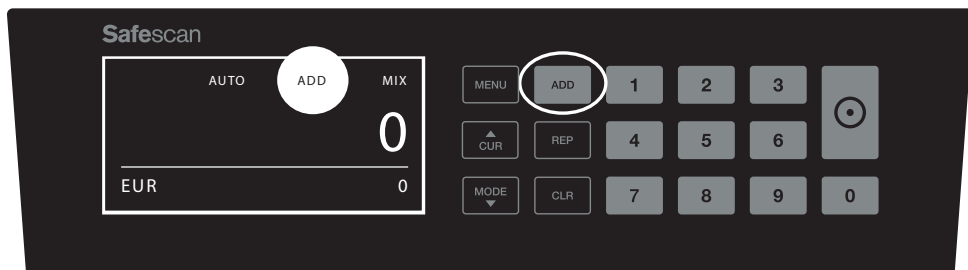 Safescan
AUTO ADD MIX
0
EUR 0
MENU ADD 1 2 3
CUR REP 4 5 6
MODE CLR 7 8 9 0